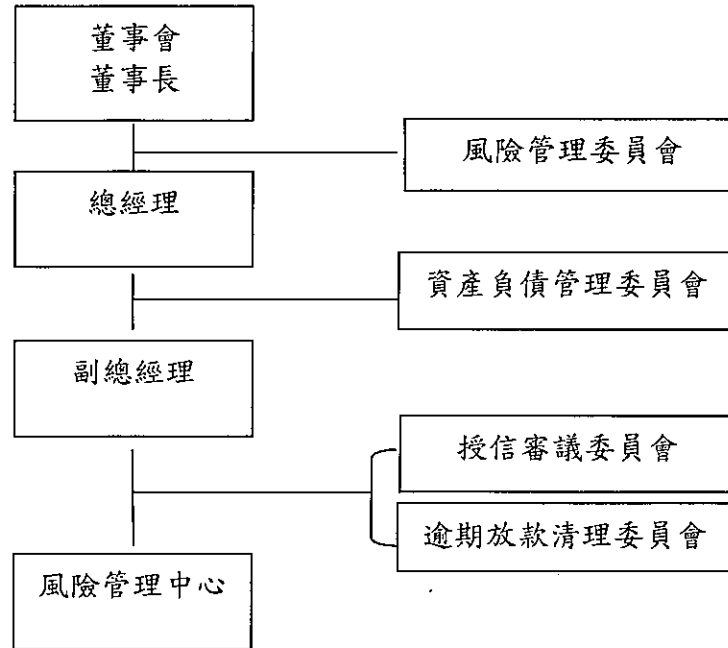 董事會
董事長
風險管理委員會
總經理
資產負債管理委員會
副總經理
授信審議委員會
逾期放款清理委員會
風險管理中心